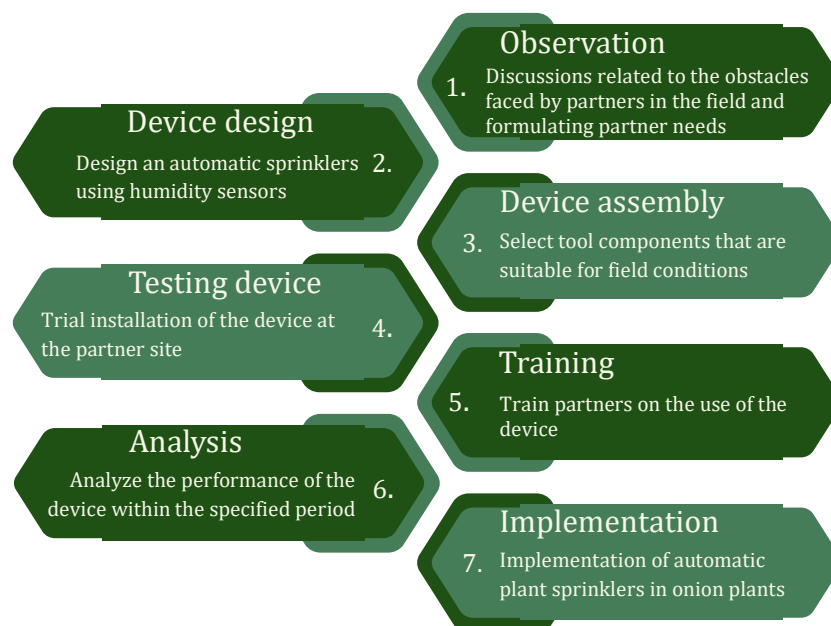 Observation
1.
Discussions related to the obstacles
faced by partners in the field and
formulating partner needs
Device design
2.
Design an automatic sprinklers
using humidity sensors
Device assembly
3.
Select tool components that are
suitable for field conditions
Testing device
4.
Trial installation of the device at
the partner site
Training
5.
Train partners on the use of the
device
Analysis
6.
Analyze the performance of the
device within the specified period
Implementation
7.
Implementation of automatic
plant sprinklers in onion plants